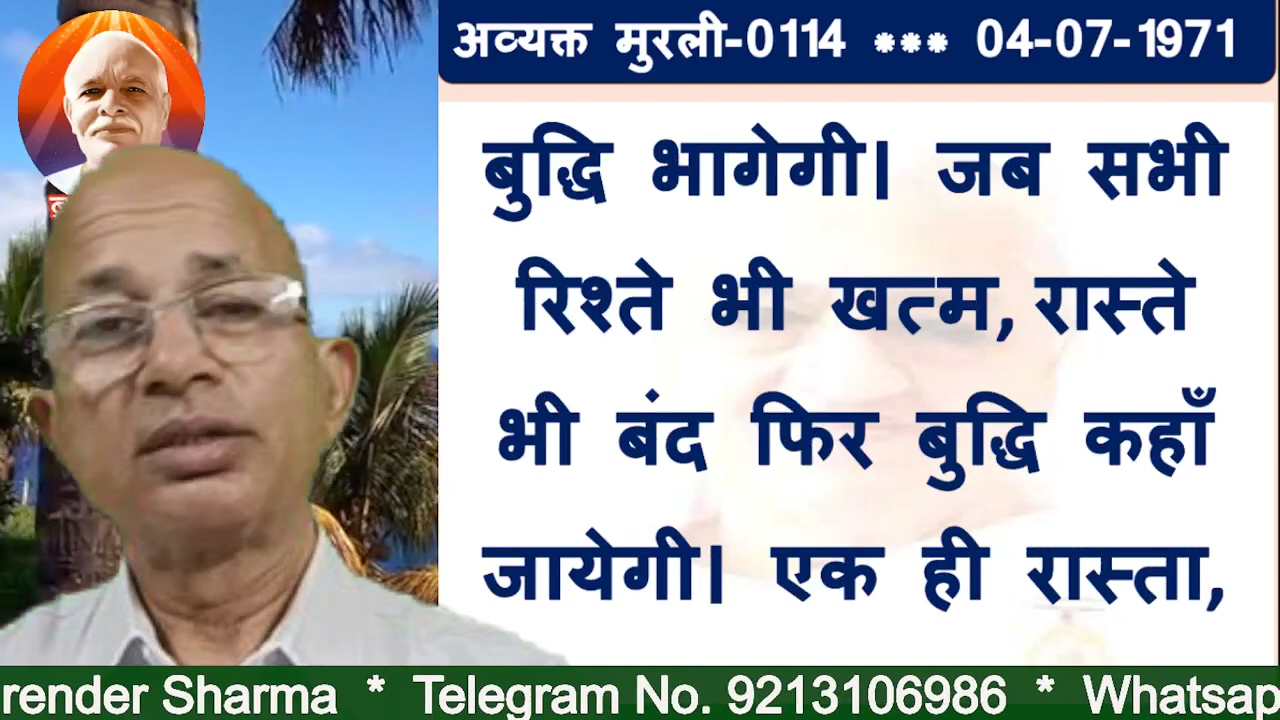 अव्यक्त मुरली-0114 *** 04-07-1971
बुद्धि भागेगी। जब सभी
रिश्ते भी खत्म, रास्ते
भी बंद फिर बुद्धि कहाँ
जायेगी। एक ही रास्ता,
render Sharma * Telegram No. 9213106986 * Whatsap